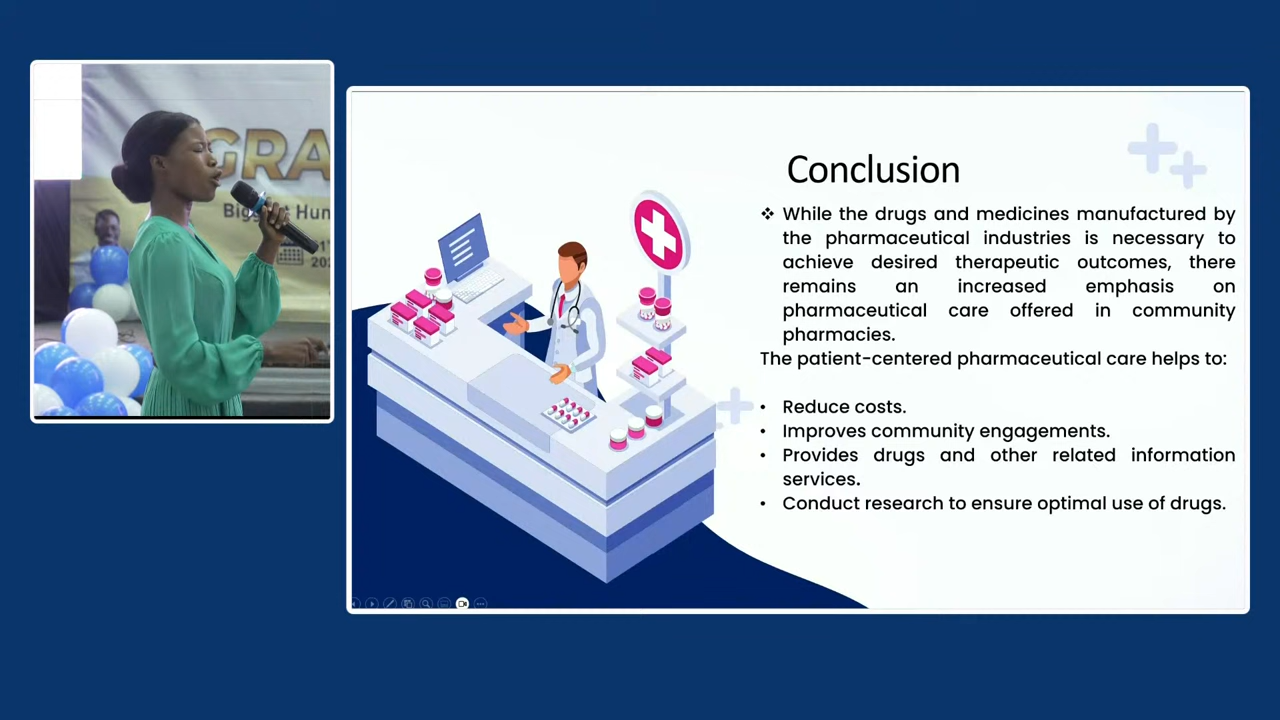 GRA
Conclusion
❖ While the drugs and medicines manufactured by
the pharmaceutical industries is necessary to
achieve desired therapeutic outcomes, there
remains an increased emphasis on
pharmaceutical care offered in community
pharmacies.
The patient-centered pharmaceutical care helps to:
• Reduce costs.
• Improves community engagements.
• Provides drugs and other related information
services.
• Conduct research to ensure optimal use of drugs.